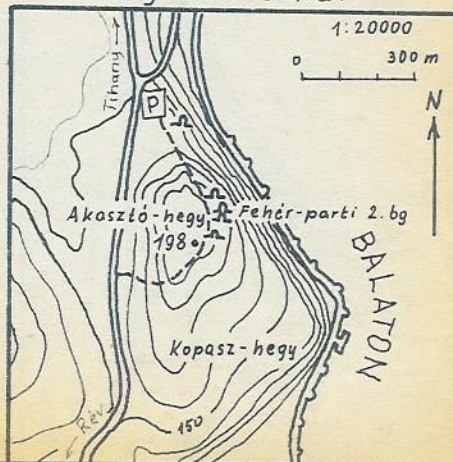 1:20000
0 300 m
Tihany →
P
N
Akasztó-hegy
Fehér-parti 2. bg
198
BALATON
Kopasz-hegy
150
← Rév